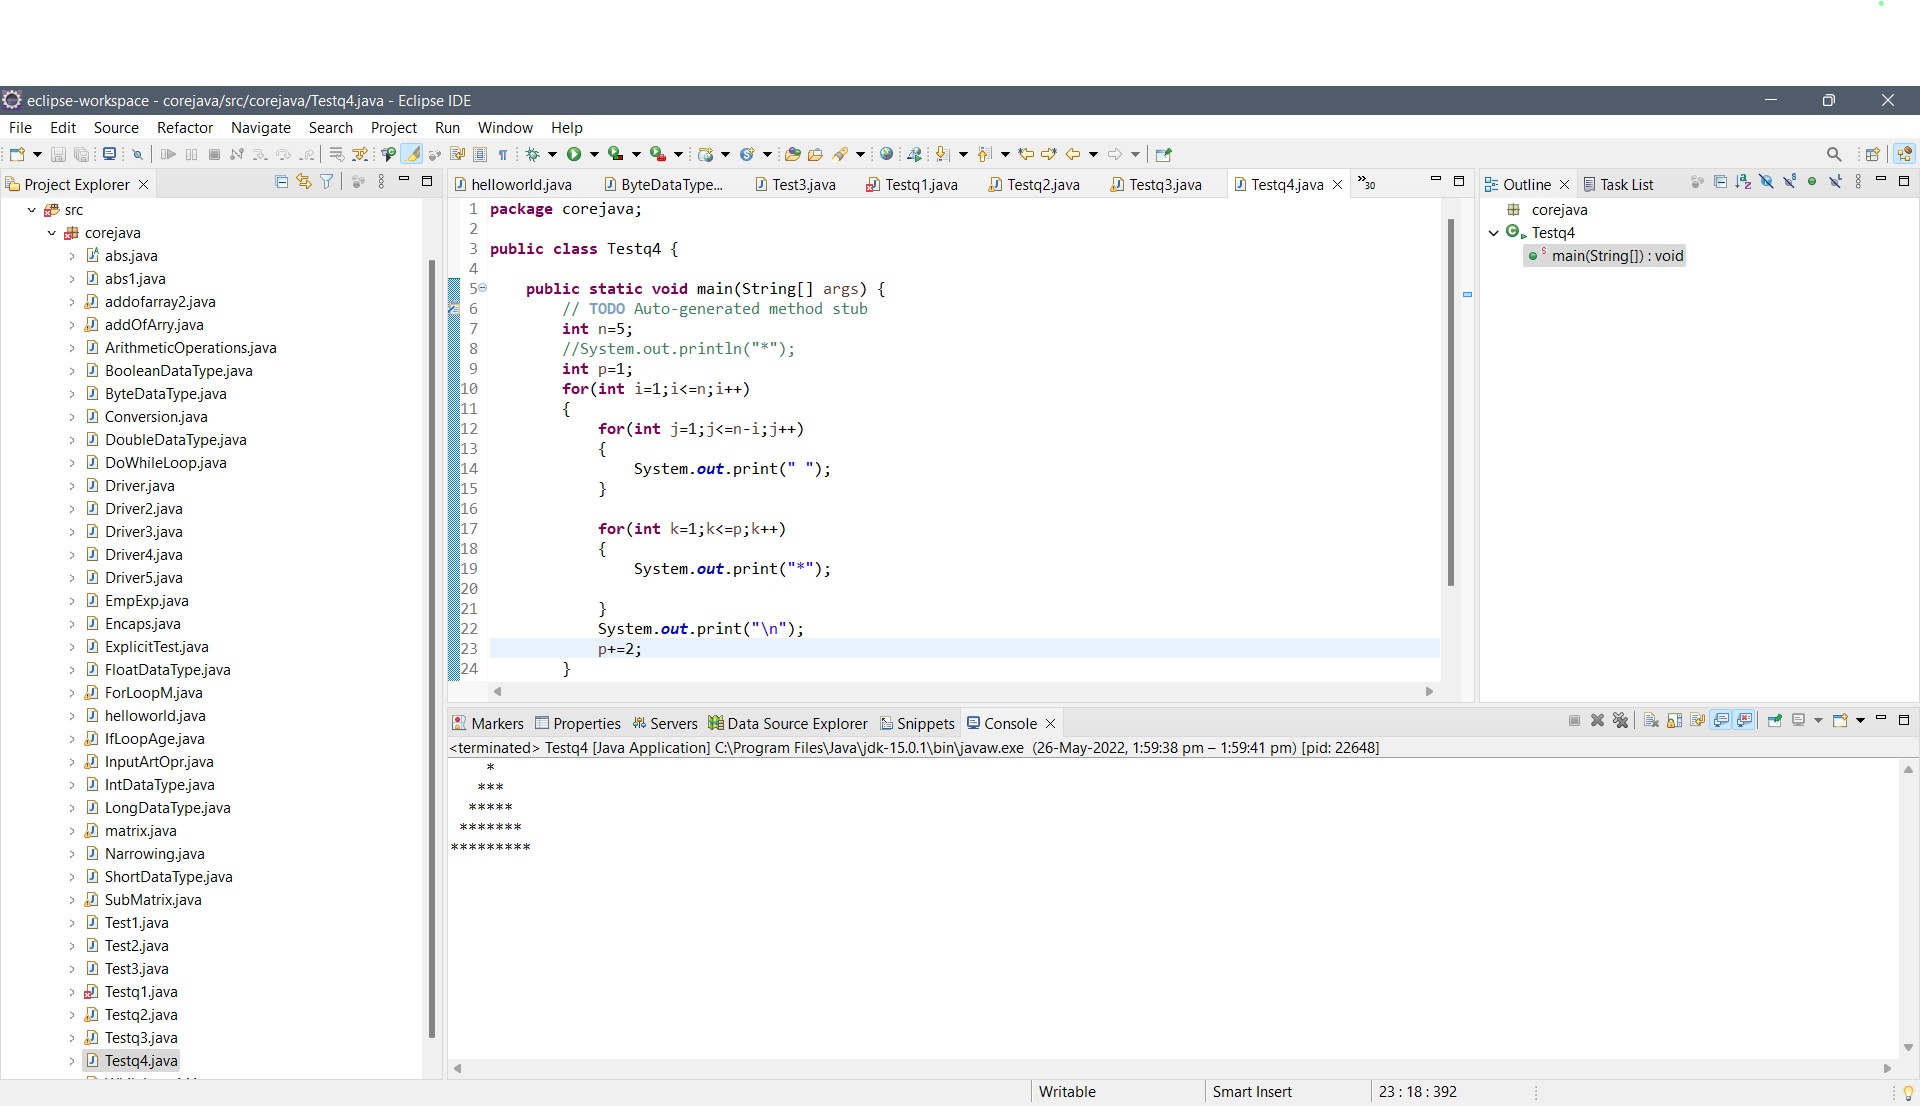 eclipse-workspace - corejava/src/corejava/Testq4.java - Eclipse IDE
File Edit Source Refactor Navigate Search Project Run Window Help
Project Explorer
src
corejava
abs.java
abs1.java
addofarray2.java
addOfArry.java
ArithmeticOperations.java
BooleanDataType.java
ByteDataType.java
Conversion.java
DoubleDataType.java
DoWhileLoop.java
Driver.java
Driver2.java
Driver3.java
Driver4.java
Driver5.java
EmpExp.java
Encaps.java
ExplicitTest.java
FloatDataType.java
ForLoopM.java
helloworld.java
IfLoopAge.java
InputArtOpr.java
IntDataType.java
LongDataType.java
matrix.java
Narrowing.java
ShortDataType.java
SubMatrix.java
Test1.java
Test2.java
Test3.java
Testq1.java
Testq2.java
Testq3.java
Testq4.java
helloworld.java ByteDataType... Test3.java Testq1.java Testq2.java Testq3.java Testq4.java »30
1 package corejava;
2
3 public class Testq4 {
4
5 public static void main(String[] args) {
6 // TODO Auto-generated method stub
7 int n=5;
8 //System.out.println("*");
9 int p=1;
10 for(int i=1;i<=n;i++)
11 {
12 for(int j=1;j<=n-i;j++)
13 {
14 System.out.print(" ");
15 }
16
17 for(int k=1;k<=p;k++)
18 {
19 System.out.print("*");
20
21 }
22 System.out.print("\n");
23 p+=2;
24 }
Outline Task List
corejava
Testq4
main(String[]) : void
Markers Properties Servers Data Source Explorer Snippets Console
<terminated> Testq4 [Java Application] C:\Program Files\Java\jdk-15.0.1\bin\javaw.exe (26-May-2022, 1:59:38 pm – 1:59:41 pm) [pid: 22648]
*
***
*****
*******
*********
Writable Smart Insert 23 : 18 : 392